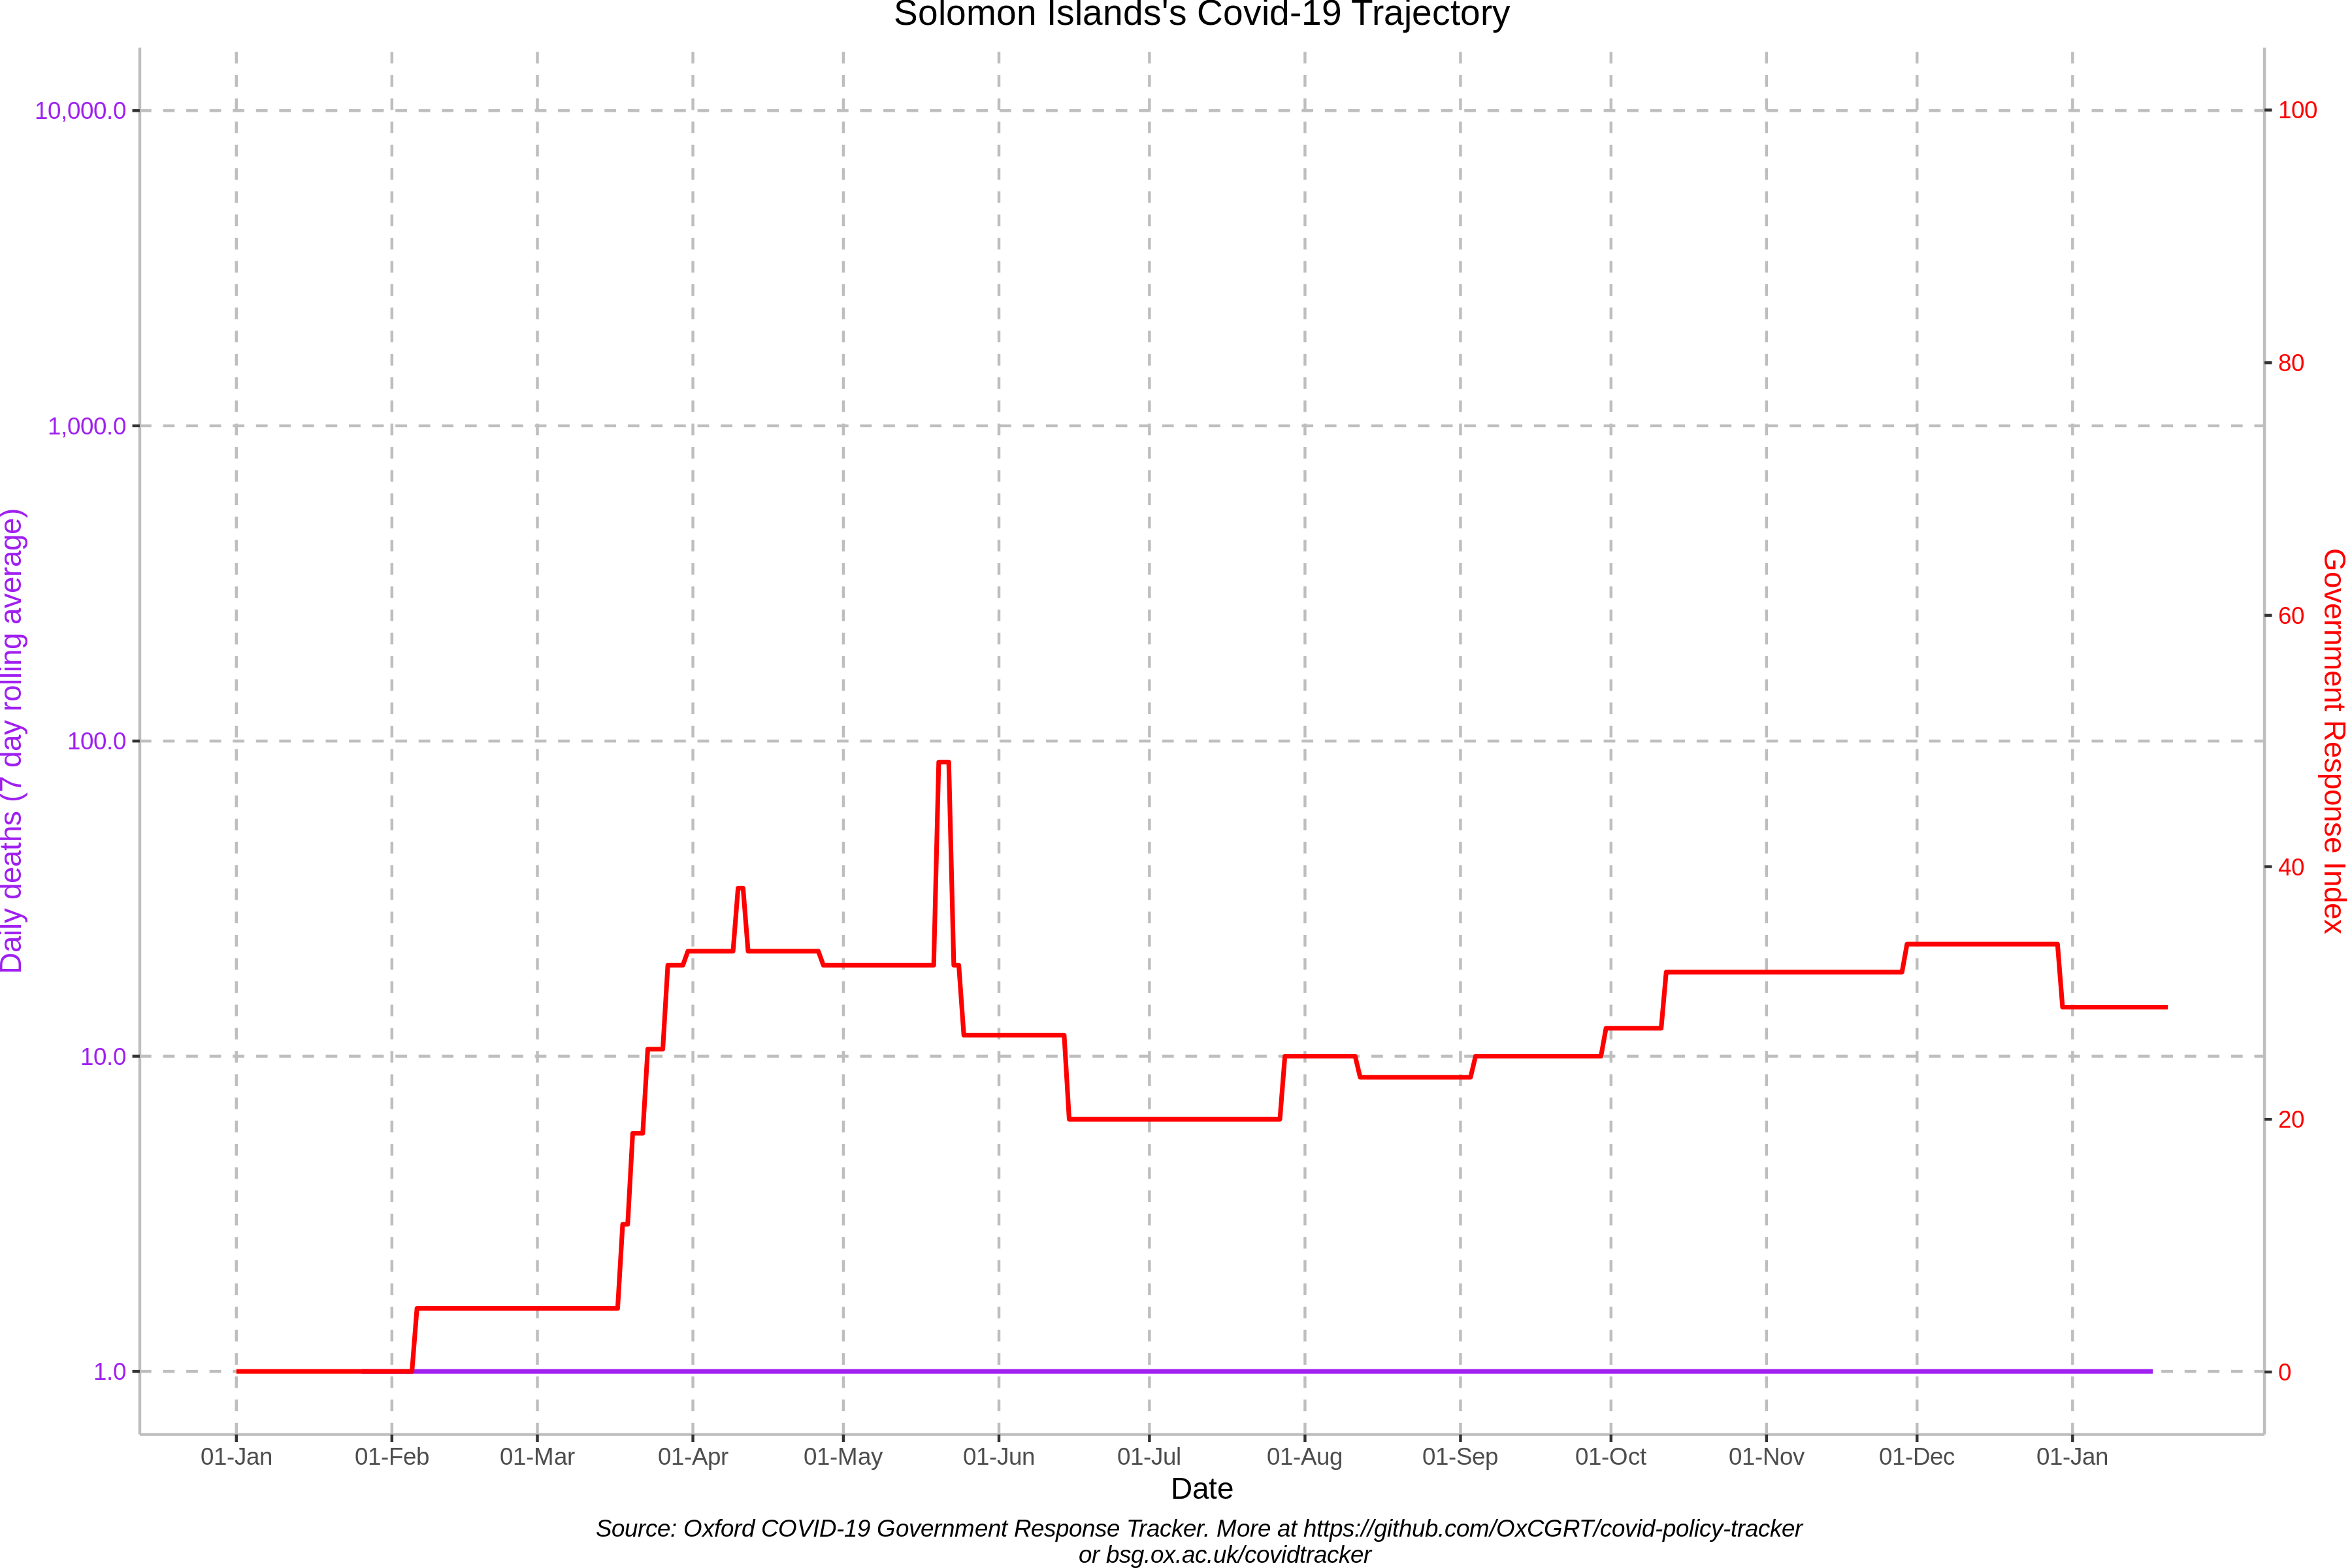 Solomon Islands's Covid-19 Trajectory
10,000.0
1,000.0
100.0
10.0
1.0
Daily deaths (7 day rolling average)
100
80
60
40
20
0
Government Response Index
01-Jan 01-Feb 01-Mar 01-Apr 01-May 01-Jun 01-Jul 01-Aug 01-Sep 01-Oct 01-Nov 01-Dec 01-Jan
Date
Source: Oxford COVID-19 Government Response Tracker. More at https://github.com/OxCGRT/covid-policy-tracker
or bsg.ox.ac.uk/covidtracker